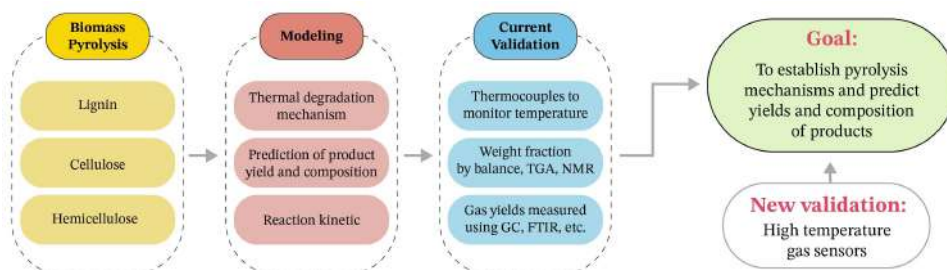 Biomass
Pyrolysis
Lignin
Cellulose
Hemicellulose
Modeling
Thermal degradation
mechanism
Prediction of product
yield and composition
Reaction kinetic
Current
Validation
Thermocouples to
monitor temperature
Weight fraction
by balance, TGA, NMR
Gas yields measured
using GC, FTIR, etc.
Goal:
To establish pyrolysis
mechanisms and predict
yields and composition
of products
New validation:
High temperature
gas sensors